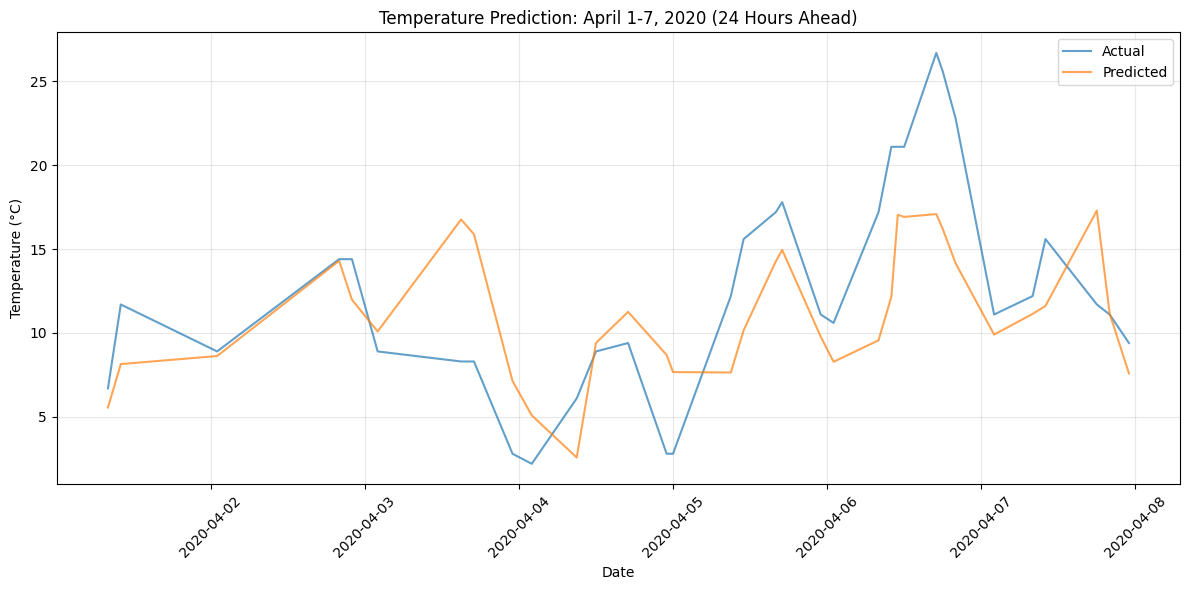 Temperature Prediction: April 1-7, 2020 (24 Hours Ahead)
Actual
Predicted
Temperature (°C)
25
20
15
10
5
2020-04-02
2020-04-03
2020-04-04
2020-04-05
2020-04-06
2020-04-07
2020-04-08
Date